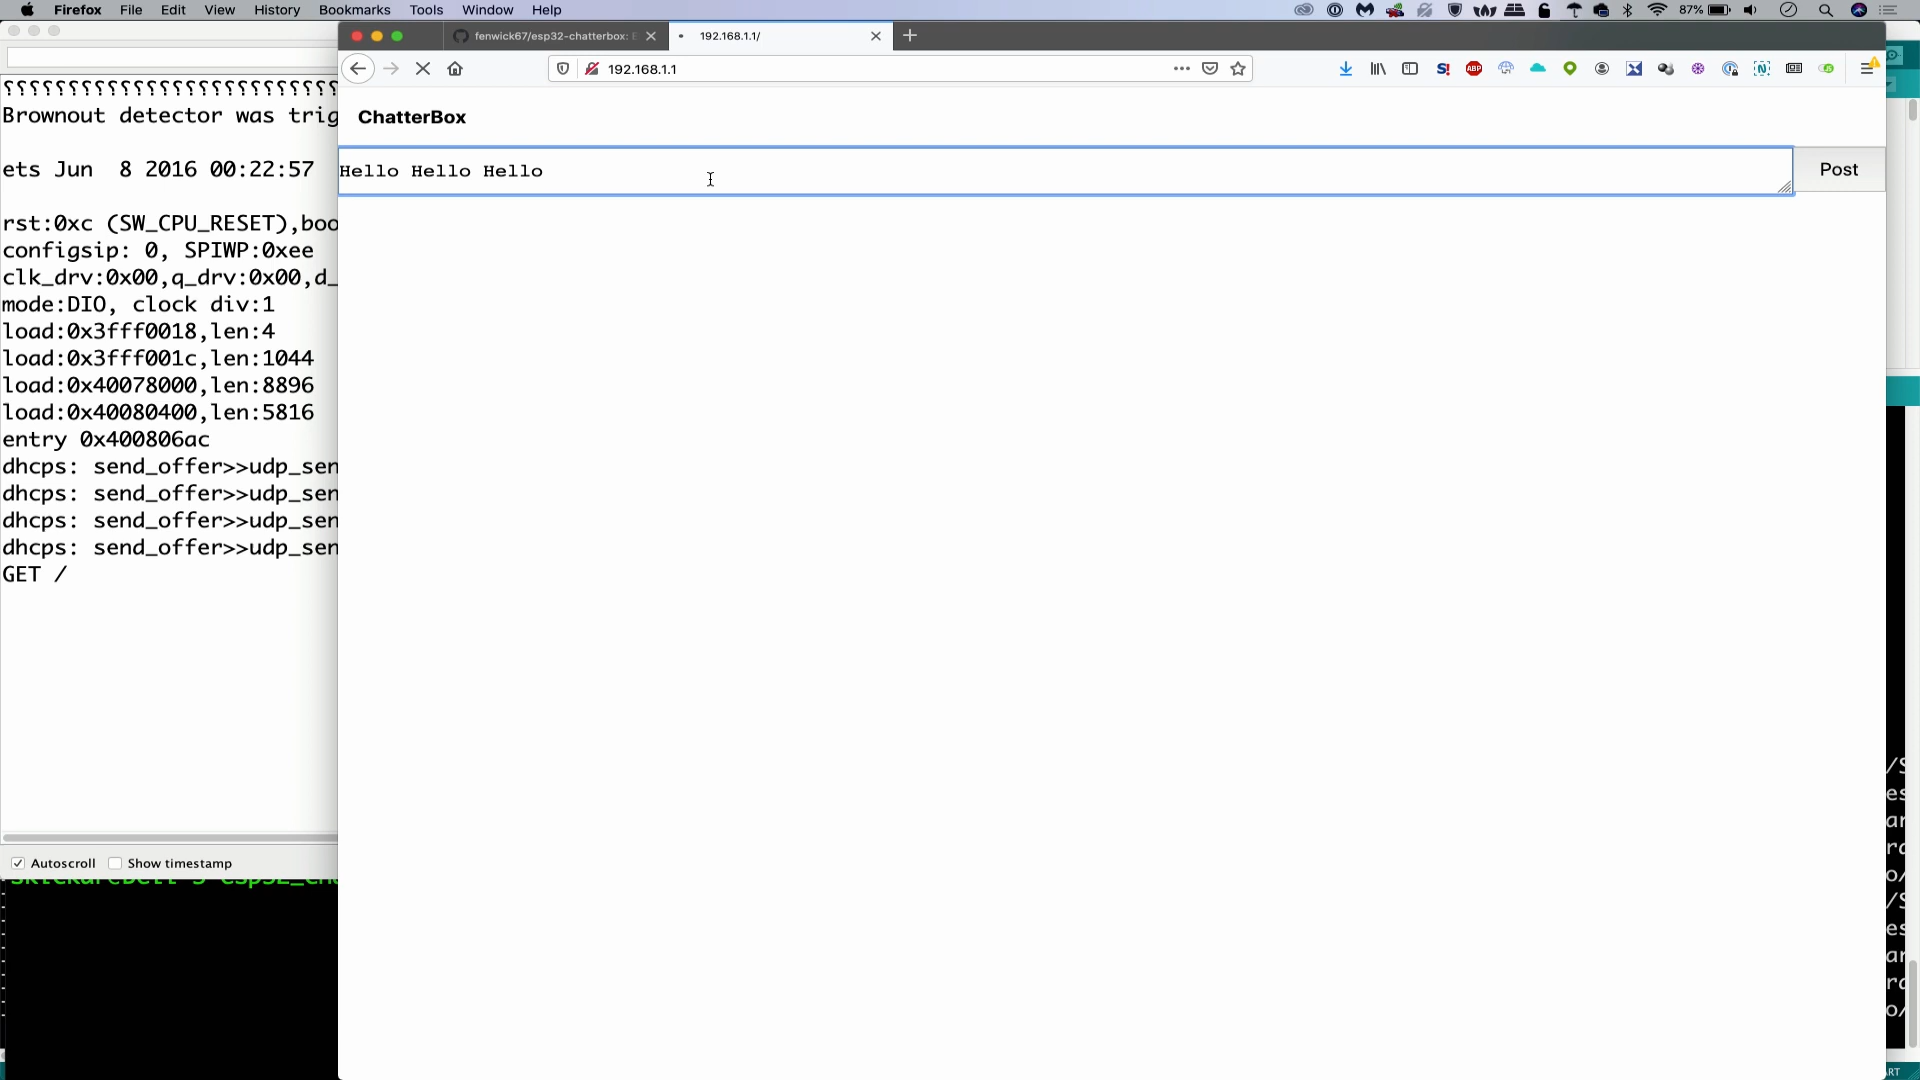 Firefox File Edit View History Bookmarks Tools Window Help
87%
fenwick67/esp32-chatterbox: E
192.168.1.1/
192.168.1.1
ABP
ChatterBox
Hello Hello Hello
Post
Brownout detector was trig
ets Jun 8 2016 00:22:57
rst:0xc (SW_CPU_RESET),boo
configsip: 0, SPIWP:0xee
clk_drv:0x00,q_drv:0x00,d_
mode:DIO, clock div:1
load:0x3fff0018,len:4
load:0x3fff001c,len:1044
load:0x40078000,len:8896
load:0x40080400,len:5816
entry 0x400806ac
dhcps: send_offer>>udp_sen
dhcps: send_offer>>udp_sen
dhcps: send_offer>>udp_sen
dhcps: send_offer>>udp_sen
GET /
Autoscroll Show timestamp